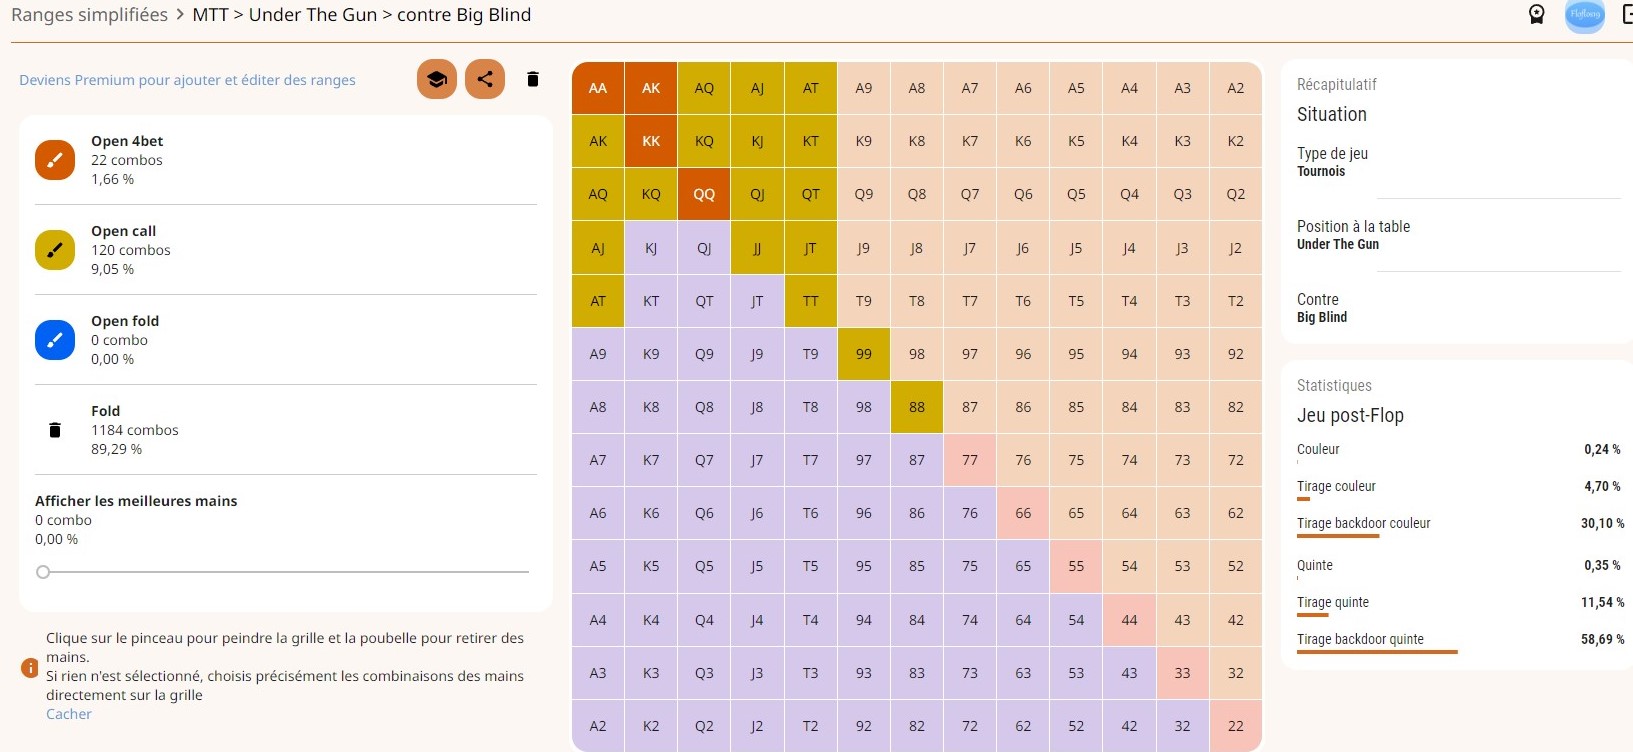 Ranges simplifiées > MTT > Under The Gun > contre Big Blind
Deviens Premium pour ajouter et éditer des ranges
Open 4bet
22 combos
1,66 %
Open call
120 combos
9,05 %
Open fold
0 combo
0,00 %
Fold
1184 combos
89,29 %
Afficher les meilleures mains
0 combo
0,00 %
Clique sur le pinceau pour peindre la grille et la poubelle pour retirer des
mains.
Si rien n'est sélectionné, choisis précisément les combinaisons des mains
directement sur la grille
Cacher
AA AK AQ AJ AT A9 A8 A7 A6 A5 A4 A3 A2
AK KK KQ KJ KT K9 K8 K7 K6 K5 K4 K3 K2
AQ KQ QQ QJ QT Q9 Q8 Q7 Q6 Q5 Q4 Q3 Q2
AJ KJ QJ JJ JT J9 J8 J7 J6 J5 J4 J3 J2
AT KT QT JT TT T9 T8 T7 T6 T5 T4 T3 T2
A9 K9 Q9 J9 T9 99 98 97 96 95 94 93 92
A8 K8 Q8 J8 T8 98 88 87 86 85 84 83 82
A7 K7 Q7 J7 T7 97 87 77 76 75 74 73 72
A6 K6 Q6 J6 T6 96 86 76 66 65 64 63 62
A5 K5 Q5 J5 T5 95 85 75 65 55 54 53 52
A4 K4 Q4 J4 T4 94 84 74 64 54 44 43 42
A3 K3 Q3 J3 T3 93 83 73 63 53 43 33 32
A2 K2 Q2 J2 T2 92 82 72 62 52 42 32 22
Récapitulatif
Situation
Type de jeu
Tournois
Position à la table
Under The Gun
Contre
Big Blind
Statistiques
Jeu post-Flop
Couleur 0,24 %
Tirage couleur 4,70 %
Tirage backdoor couleur 30,10 %
Quinte 0,35 %
Tirage quinte 11,54 %
Tirage backdoor quinte 58,69 %